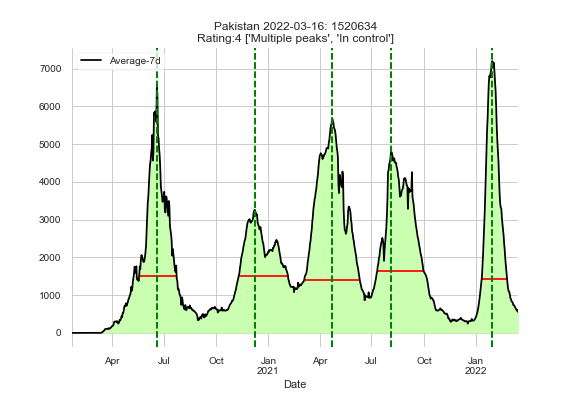 Pakistan 2022-03-16: 1520634
Rating:4 ['Multiple peaks', 'In control']
Average-7d
7000
6000
5000
4000
3000
2000
1000
0
Apr Jul Oct Jan Apr Jul Oct Jan
2021 2022
Date